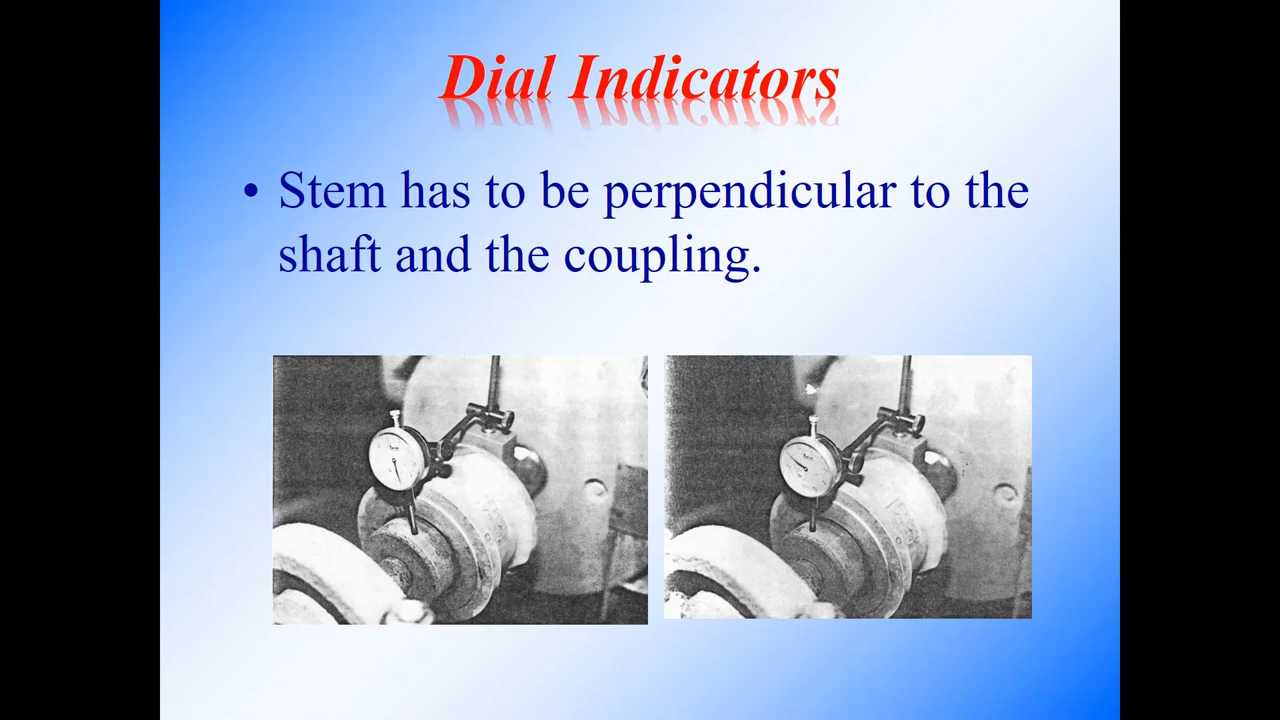 Dial Indicators
• Stem has to be perpendicular to the
shaft and the coupling.